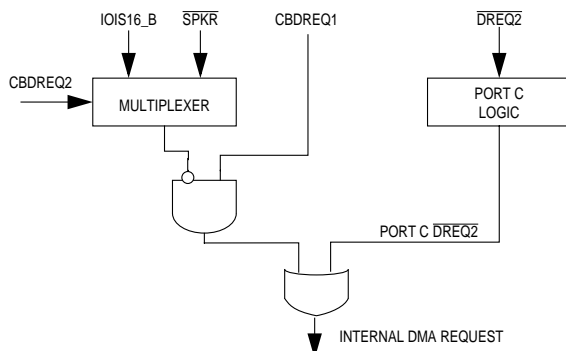 IOIS16_B
SPKR
CBDREQ1
DREQ2
CBDREQ2
MULTIPLEXER
PORT C
LOGIC
PORT C DREQ2
INTERNAL DMA REQUEST